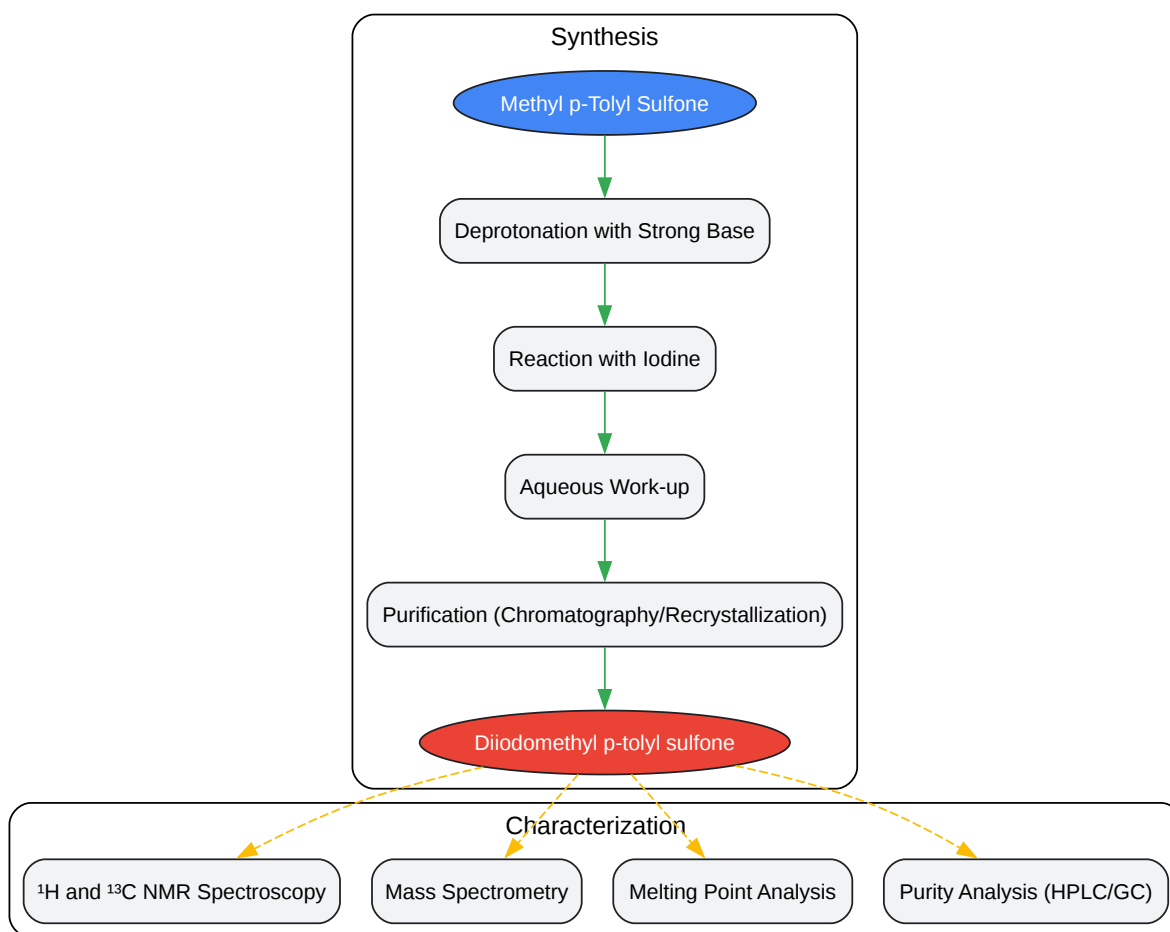 Synthesis
Methyl p-Tolyl Sulfone
Deprotonation with Strong Base
Reaction with Iodine
Aqueous Work-up
Purification (Chromatography/Recrystallization)
Diiodomethyl p-tolyl sulfone
Characterization
¹H and ¹³C NMR Spectroscopy
Mass Spectrometry
Melting Point Analysis
Purity Analysis (HPLC/GC)